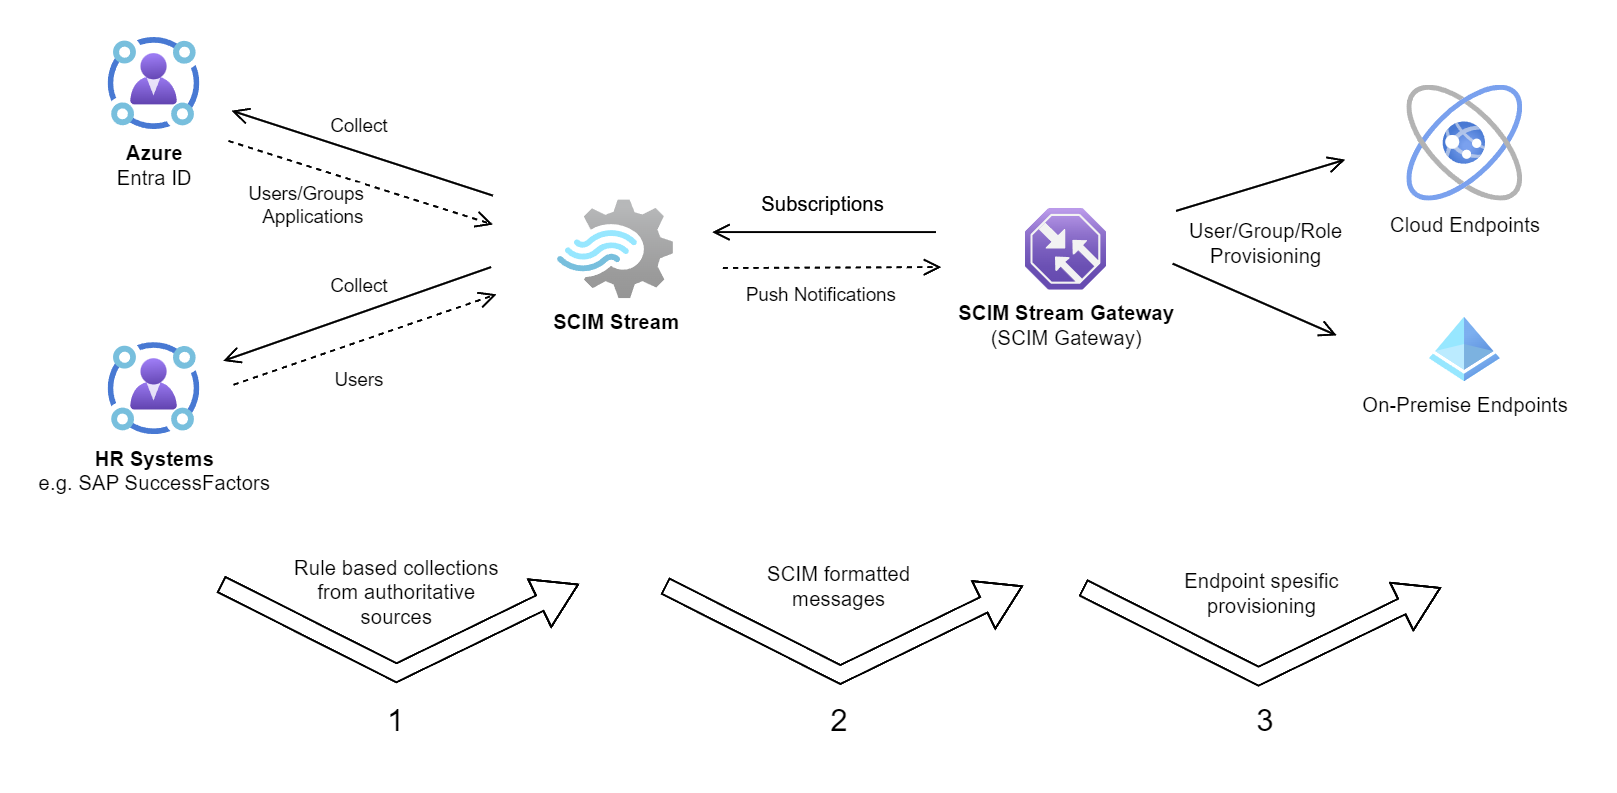 Azure
Entra ID
Collect
Users/Groups
Applications
Collect
Users
HR Systems
e.g. SAP SuccessFactors
SCIM Stream
Subscriptions
Push Notifications
SCIM Stream Gateway
(SCIM Gateway)
User/Group/Role
Provisioning
Cloud Endpoints
On-Premise Endpoints
Rule based collections
from authoritative
sources
1
SCIM formatted
messages
2
Endpoint spesific
provisioning
3